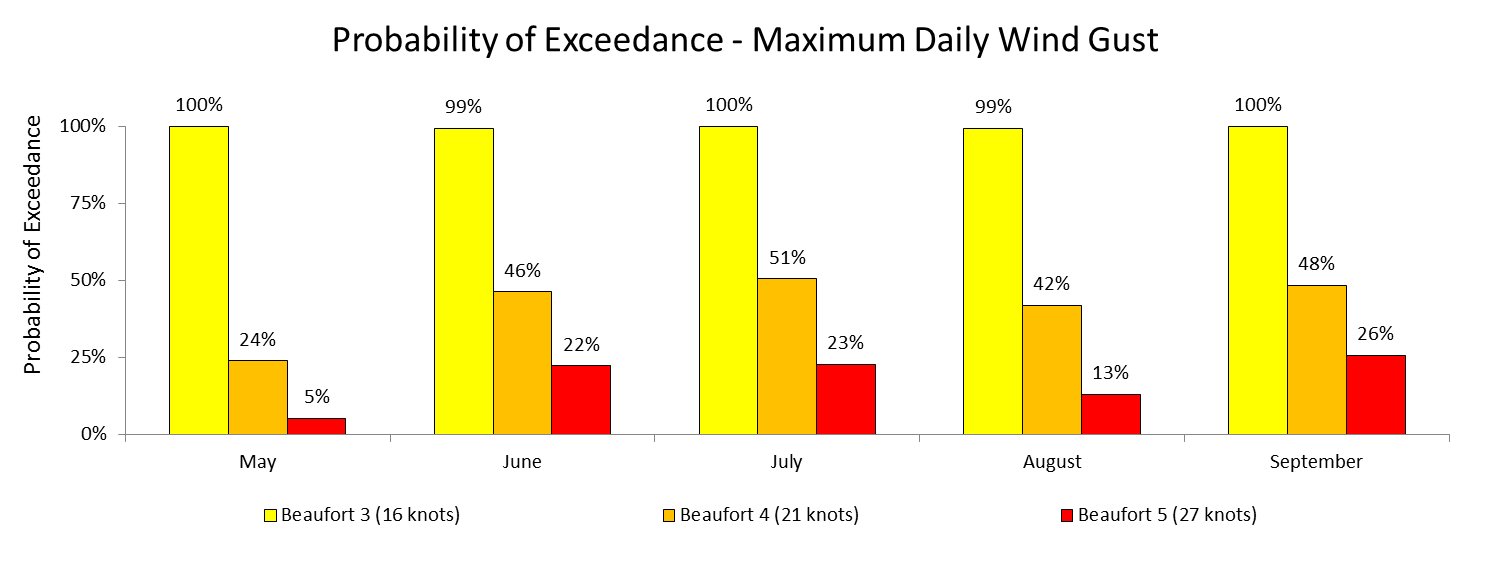 Probability of Exceedance - Maximum Daily Wind Gust
Probability of Exceedance
100%
75%
50%
25%
0%
100%
24%
5%
99%
46%
22%
100%
51%
23%
99%
42%
13%
100%
48%
26%
May
June
July
August
September
Beaufort 3 (16 knots)
Beaufort 4 (21 knots)
Beaufort 5 (27 knots)